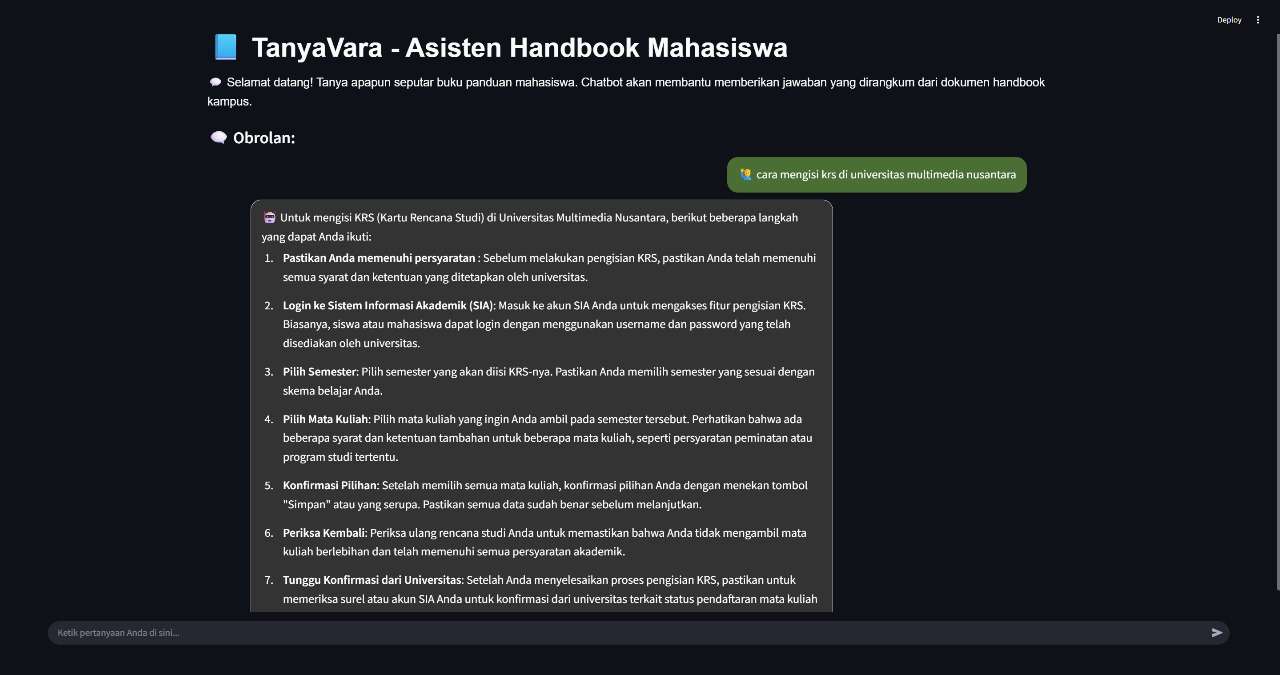 Deploy
TanyaVara - Asisten Handbook Mahasiswa
Selamat datang! Tanya apapun seputar buku panduan mahasiswa. Chatbot akan membantu memberikan jawaban yang dirangkum dari dokumen handbook
kampus.
Obrolan:
cara mengisi krs di universitas multimedia nusantara
Untuk mengisi KRS (Kartu Rencana Studi) di Universitas Multimedia Nusantara, berikut beberapa langkah
yang dapat Anda ikuti:
1. Pastikan Anda memenuhi persyaratan : Sebelum melakukan pengisian KRS, pastikan Anda telah memenuhi
semua syarat dan ketentuan yang ditetapkan oleh universitas.
2. Login ke Sistem Informasi Akademik (SIA): Masuk ke akun SIA Anda untuk mengakses fitur pengisian KRS.
Biasanya, siswa atau mahasiswa dapat login dengan menggunakan username dan password yang telah
disediakan oleh universitas.
3. Pilih Semester: Pilih semester yang akan diisi KRS-nya. Pastikan Anda memilih semester yang sesuai dengan
skema belajar Anda.
4. Pilih Mata Kuliah: Pilih mata kuliah yang ingin Anda ambil pada semester tersebut. Perhatikan bahwa ada
beberapa syarat dan ketentuan tambahan untuk beberapa mata kuliah, seperti persyaratan peminatan atau
program studi tertentu.
5. Konfirmasi Pilihan: Setelah memilih semua mata kuliah, konfirmasi pilihan Anda dengan menekan tombol
"Simpan" atau yang serupa. Pastikan semua data sudah benar sebelum melanjutkan.
6. Periksa Kembali: Periksa ulang rencana studi Anda untuk memastikan bahwa Anda tidak mengambil mata
kuliah berlebihan dan telah memenuhi semua persyaratan akademik.
7. Tunggu Konfirmasi dari Universitas: Setelah Anda menyelesaikan proses pengisian KRS, pastikan untuk
memeriksa surel atau akun SIA Anda untuk konfirmasi dari universitas terkait status pendaftaran mata kuliah
Ketik pertanyaan Anda di sini...